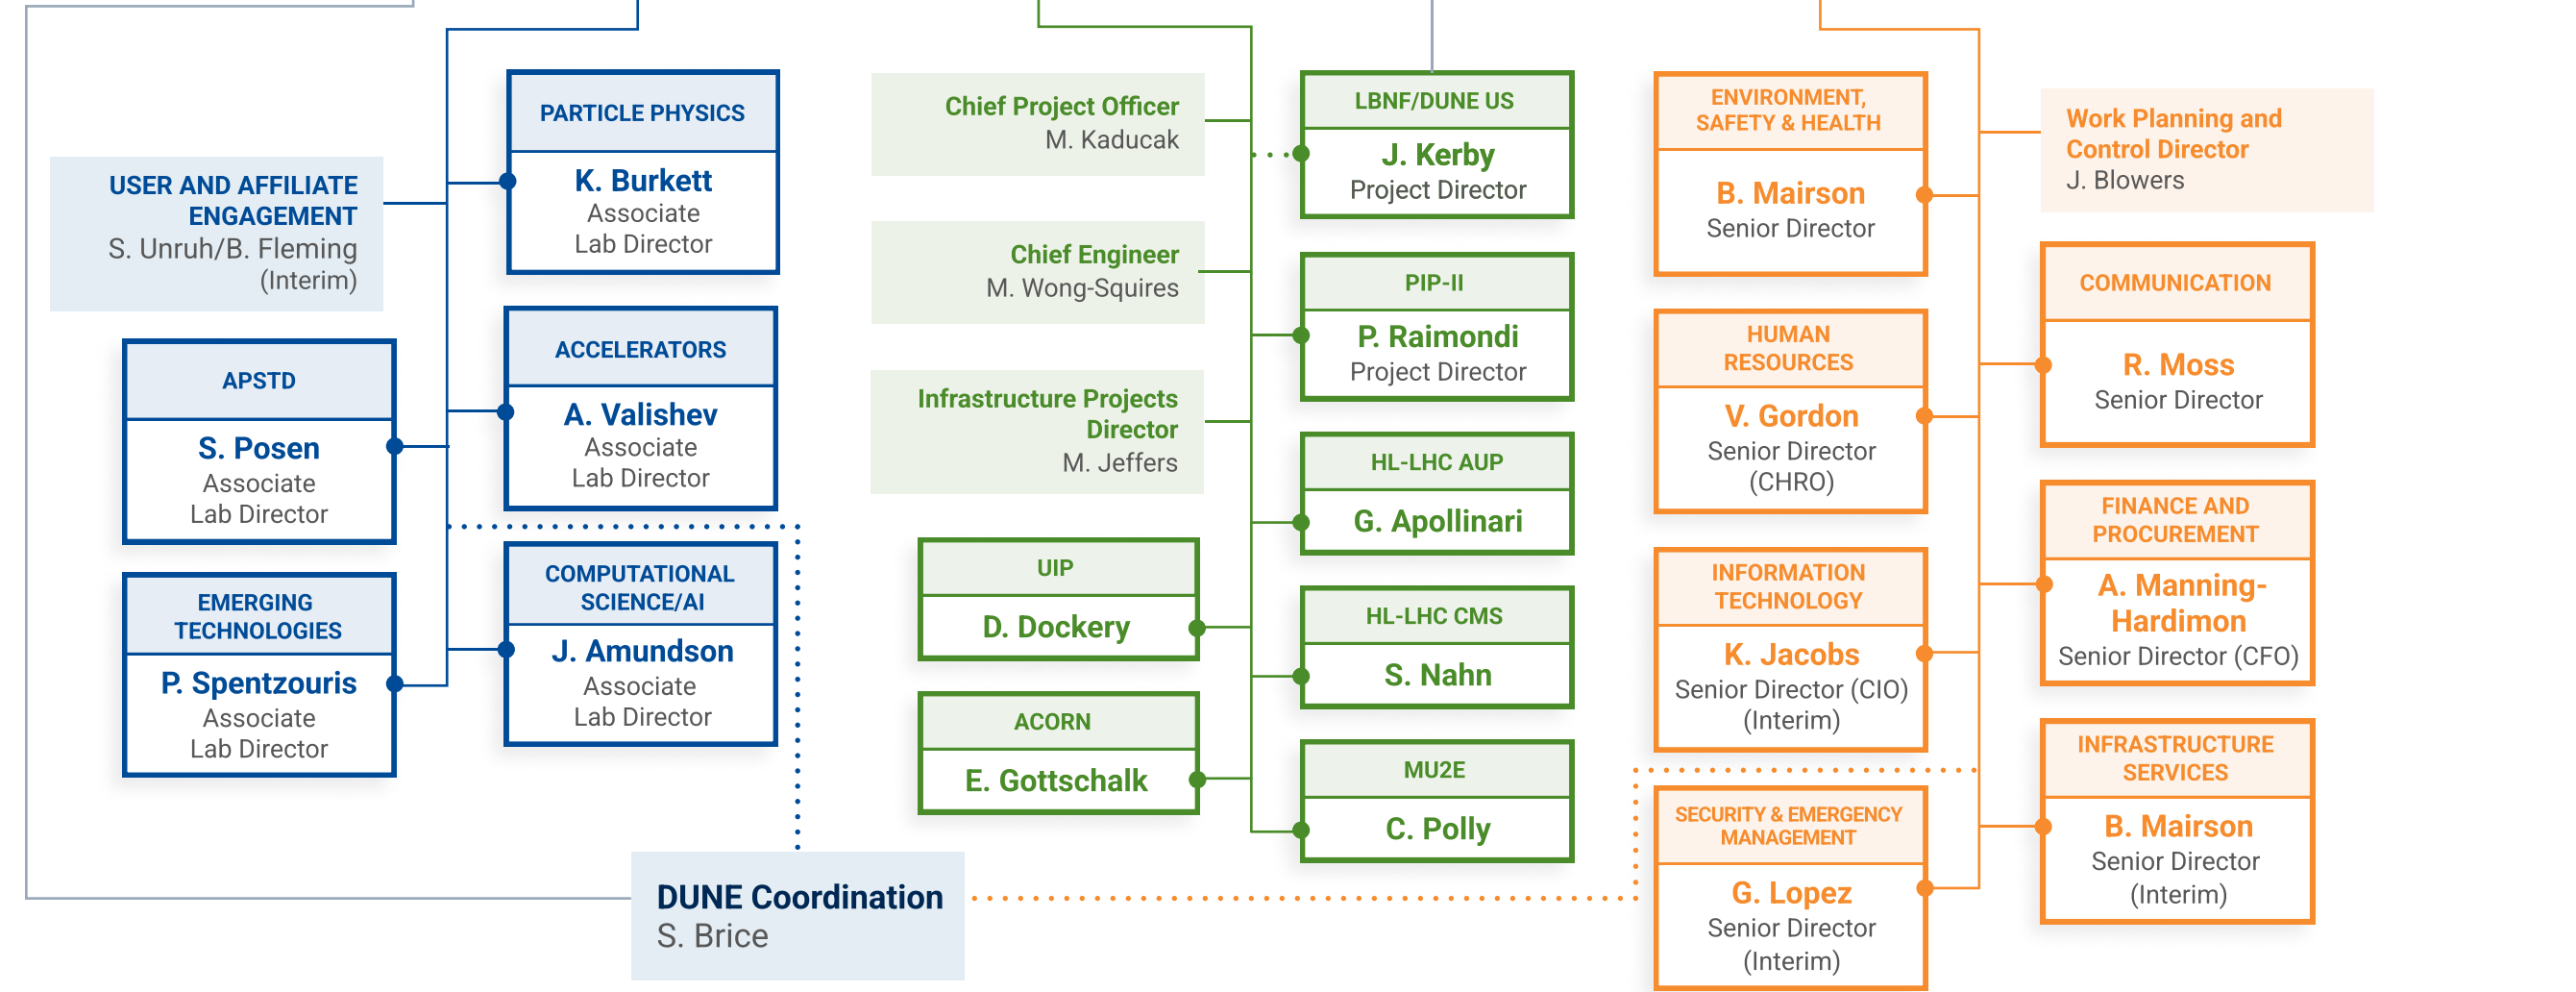 USER AND AFFILIATE
ENGAGEMENT
S. Unruh/B. Fleming
(Interim)
PARTICLE PHYSICS
K. Burkett
Associate
Lab Director
APSTD
S. Posen
Associate
Lab Director
ACCELERATORS
A. Valishev
Associate
Lab Director
EMERGING
TECHNOLOGIES
P. Spentzouris
Associate
Lab Director
COMPUTATIONAL
SCIENCE/AI
J. Amundson
Associate
Lab Director
DUNE Coordination
S. Brice
Chief Project Officer
M. Kaducak
Chief Engineer
M. Wong-Squires
Infrastructure Projects
Director
M. Jeffers
UIP
D. Dockery
ACORN
E. Gottschalk
LBNF/DUNE US
J. Kerby
Project Director
PIP-II
P. Raimondi
Project Director
HL-LHC AUP
G. Apollinari
HL-LHC CMS
S. Nahn
MU2E
C. Polly
ENVIRONMENT,
SAFETY & HEALTH
B. Mairson
Senior Director
HUMAN
RESOURCES
V. Gordon
Senior Director
(CHRO)
INFORMATION
TECHNOLOGY
K. Jacobs
Senior Director (CIO)
(Interim)
SECURITY & EMERGENCY
MANAGEMENT
G. Lopez
Senior Director
(Interim)
Work Planning and
Control Director
J. Blowers
COMMUNICATION
R. Moss
Senior Director
FINANCE AND
PROCUREMENT
A. Manning-
Hardimon
Senior Director (CFO)
INFRASTRUCTURE
SERVICES
B. Mairson
Senior Director
(Interim)